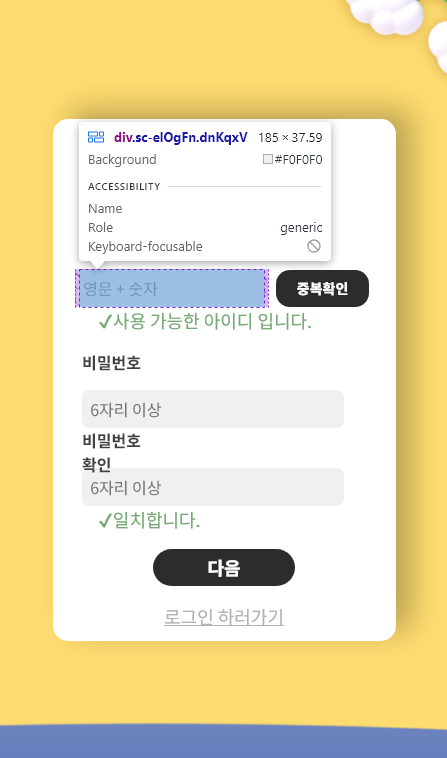 div.sc-elOgFn.dnKqxV 185 × 37.59
Background #F0F0F0
ACCESSIBILITY
Name
Role generic
Keyboard-focusable
영문 + 숫자 중복확인
✓사용 가능한 아이디 입니다.
비밀번호
6자리 이상
비밀번호
확인
6자리 이상
✓일치합니다.
다음
로그인 하러가기